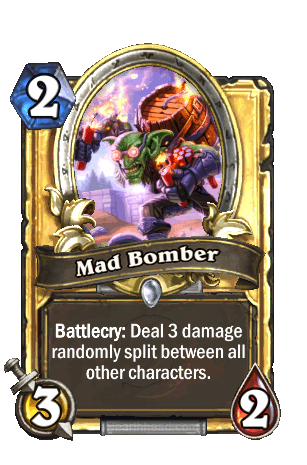 2
Mad Bomber
Battlecry: Deal 3 damage
randomly split between all
other characters.
3
2